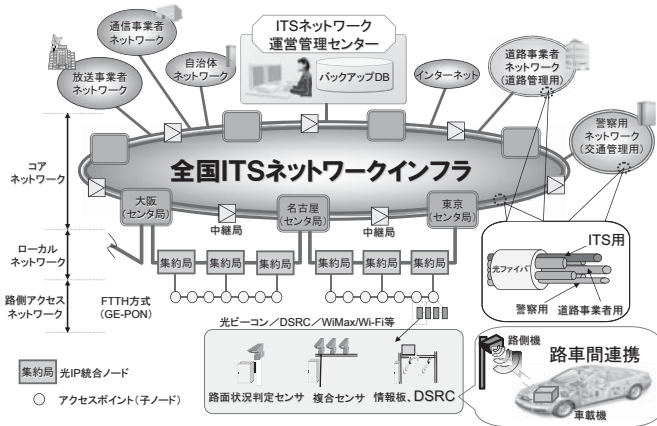 通信事業者
ネットワーク
放送事業者
ネットワーク
自治体
ネットワーク
ITSネットワーク
運営管理センター
バックアップDB
インターネット
道路事業者
ネットワーク
(道路管理用)
警察用
ネットワーク
(交通管理用)
コア
ネットワーク
全国ITSネットワークインフラ
大阪
(センタ局)
中継局
名古屋
(センタ局)
中継局
東京
(センタ局)
ローカル
ネットワーク
集約局
集約局
集約局
集約局
集約局
集約局
光ファイバ
ITS用
警察用
道路事業者用
路側アクセス
ネットワーク
FTTH方式
(GE-PON)
光ビーコン/DSRC/WiMax/Wi-Fi等
路面状況判定センサ
複合センサ
情報板、DSRC
路側機
路車間連携
車載機
集約局
光IP統合ノード
アクセスポイント(子ノード)